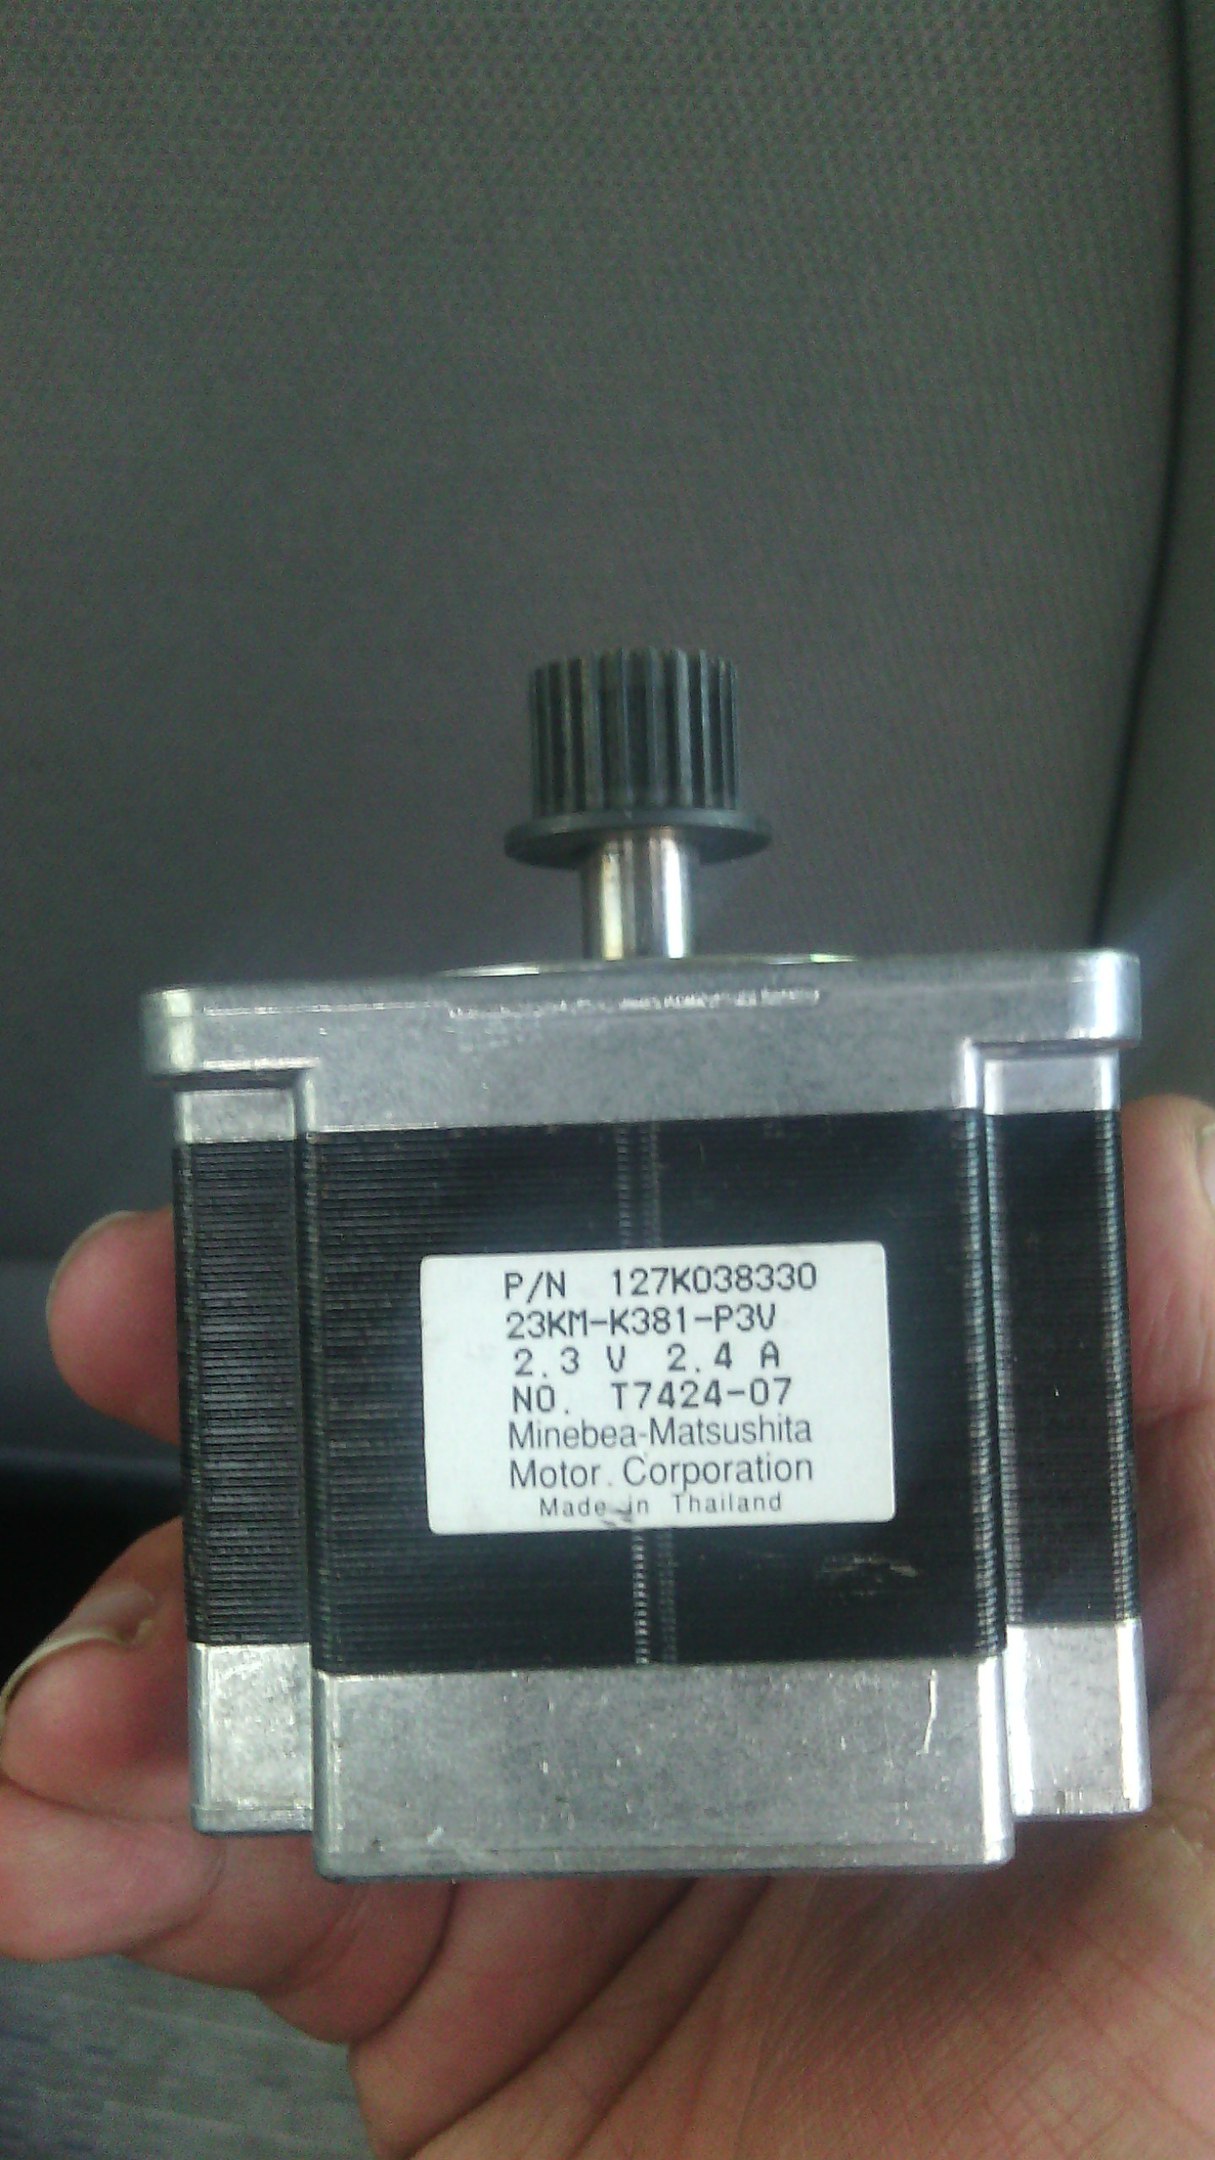 P/N 127K038330
23KM-K381-P3V
2.3 V 2.4 A
NO. T7424-07
Minebea-Matsushita
Motor Corporation
Made in Thailand